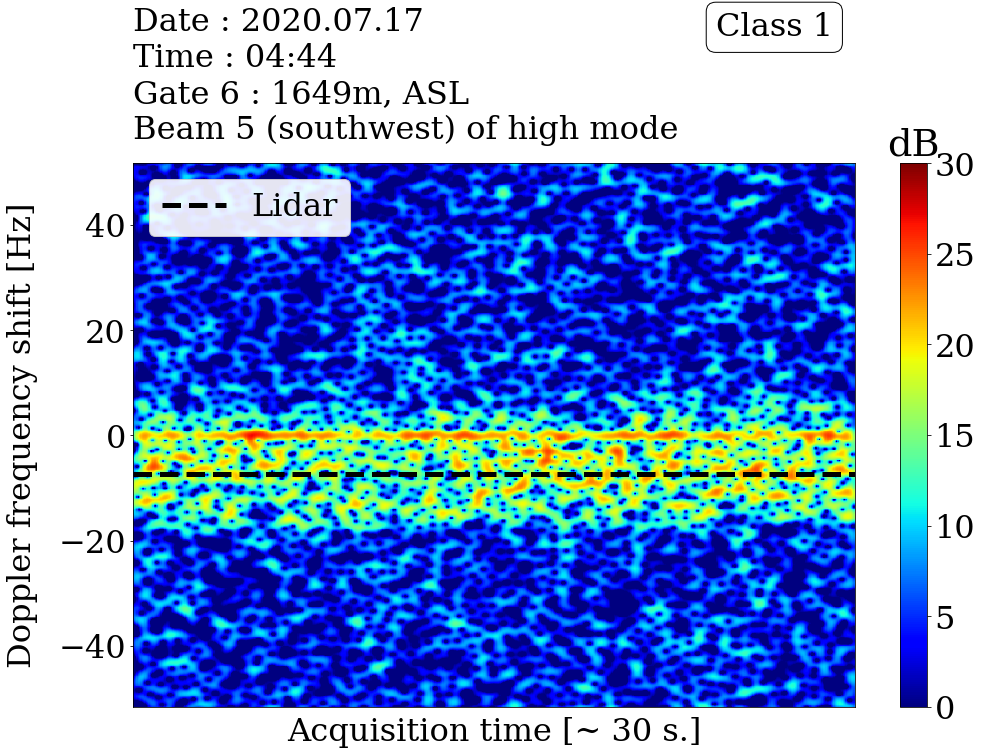 Date : 2020.07.17
Time : 04:44
Gate 6 : 1649m, ASL
Beam 5 (southwest) of high mode
Class 1
dB
Lidar
Doppler frequency shift [Hz]
40
20
0
−20
−40
30
25
20
15
10
5
0
Acquisition time [~ 30 s.]